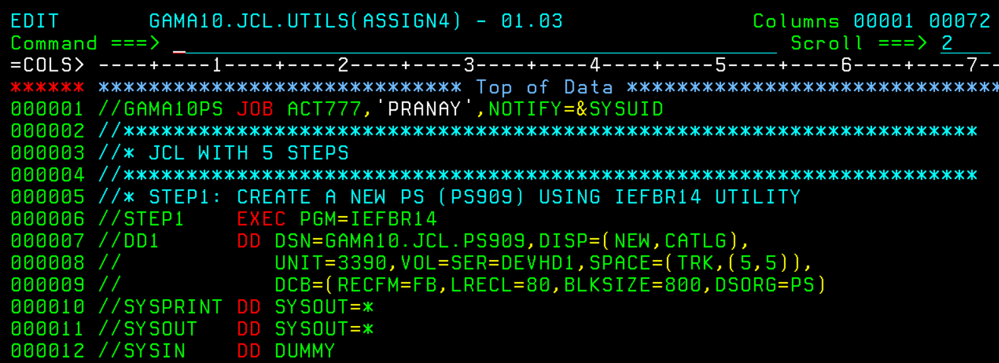 EDIT       GAMA10.JCL.UTILS(ASSIGN4) - 01.03               Columns 00001 00072
Command ===> _                                                Scroll ===> 2
=COLS> ----+----1----+----2----+----3----+----4----+----5----+----6----+----7--
****** ***************************** Top of Data ******************************
000001 //GAMA10PS JOB ACT777,'PRANAY',NOTIFY=&SYSUID
000002 //********************************************************************
000003 //* JCL WITH 5 STEPS
000004 //********************************************************************
000005 //* STEP1: CREATE A NEW PS (PS909) USING IEFBR14 UTILITY
000006 //STEP1    EXEC PGM=IEFBR14
000007 //DD1      DD DSN=GAMA10.JCL.PS909,DISP=(NEW,CATLG),
000008 //            UNIT=3390,VOL=SER=DEVHD1,SPACE=(TRK,(5,5)),
000009 //            DCB=(RECFM=FB,LRECL=80,BLKSIZE=800,DSORG=PS)
000010 //SYSPRINT DD SYSOUT=*
000011 //SYSOUT   DD SYSOUT=*
000012 //SYSIN    DD DUMMY